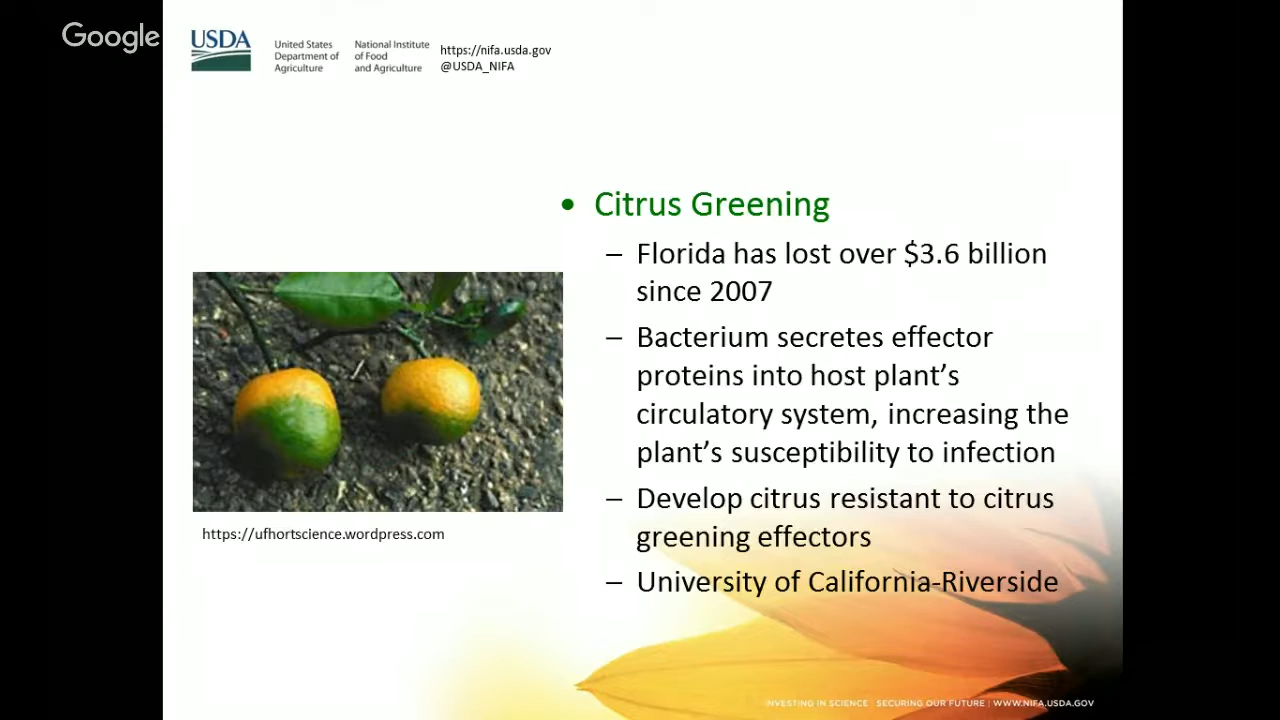 Google
USDA
United States
Department of
Agriculture
National Institute
of Food
and Agriculture
https://nifa.usda.gov
@USDA_NIFA
• Citrus Greening
– Florida has lost over $3.6 billion
since 2007
– Bacterium secretes effector
proteins into host plant's
circulatory system, increasing the
plant's susceptibility to infection
– Develop citrus resistant to citrus
greening effectors
– University of California-Riverside
https://ufhortscience.wordpress.com
INVESTING IN SCIENCE | SECURING OUR FUTURE | WWW.NIFA.USDA.GOV